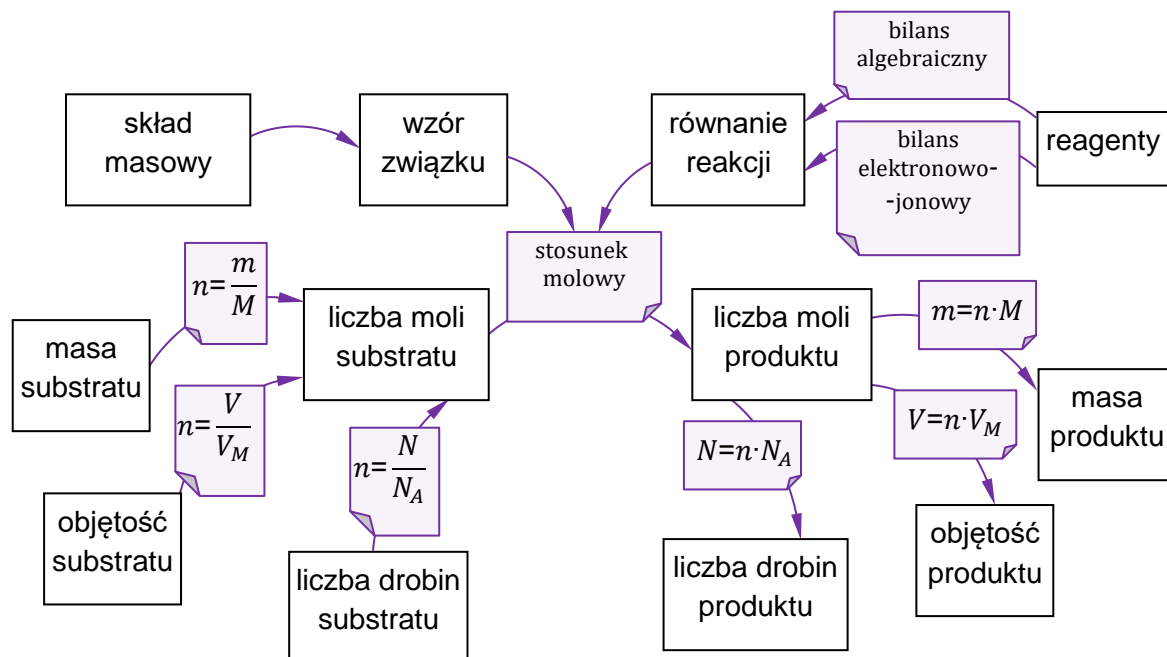 bilans
algebraiczny
skład
masowy
wzór
związku
równanie
reakcji
reagenty
bilans
elektronowo-
-jonowy
stosunek
molowy
n=m/M
liczba moli
substratu
liczba moli
produktu
m=n·M
masa
substratu
n=V/V_M
n=N/N_A
N=n·N_A
V=n·V_M
masa
produktu
objętość
substratu
liczba drobin
substratu
liczba drobin
produktu
objętość
produktu